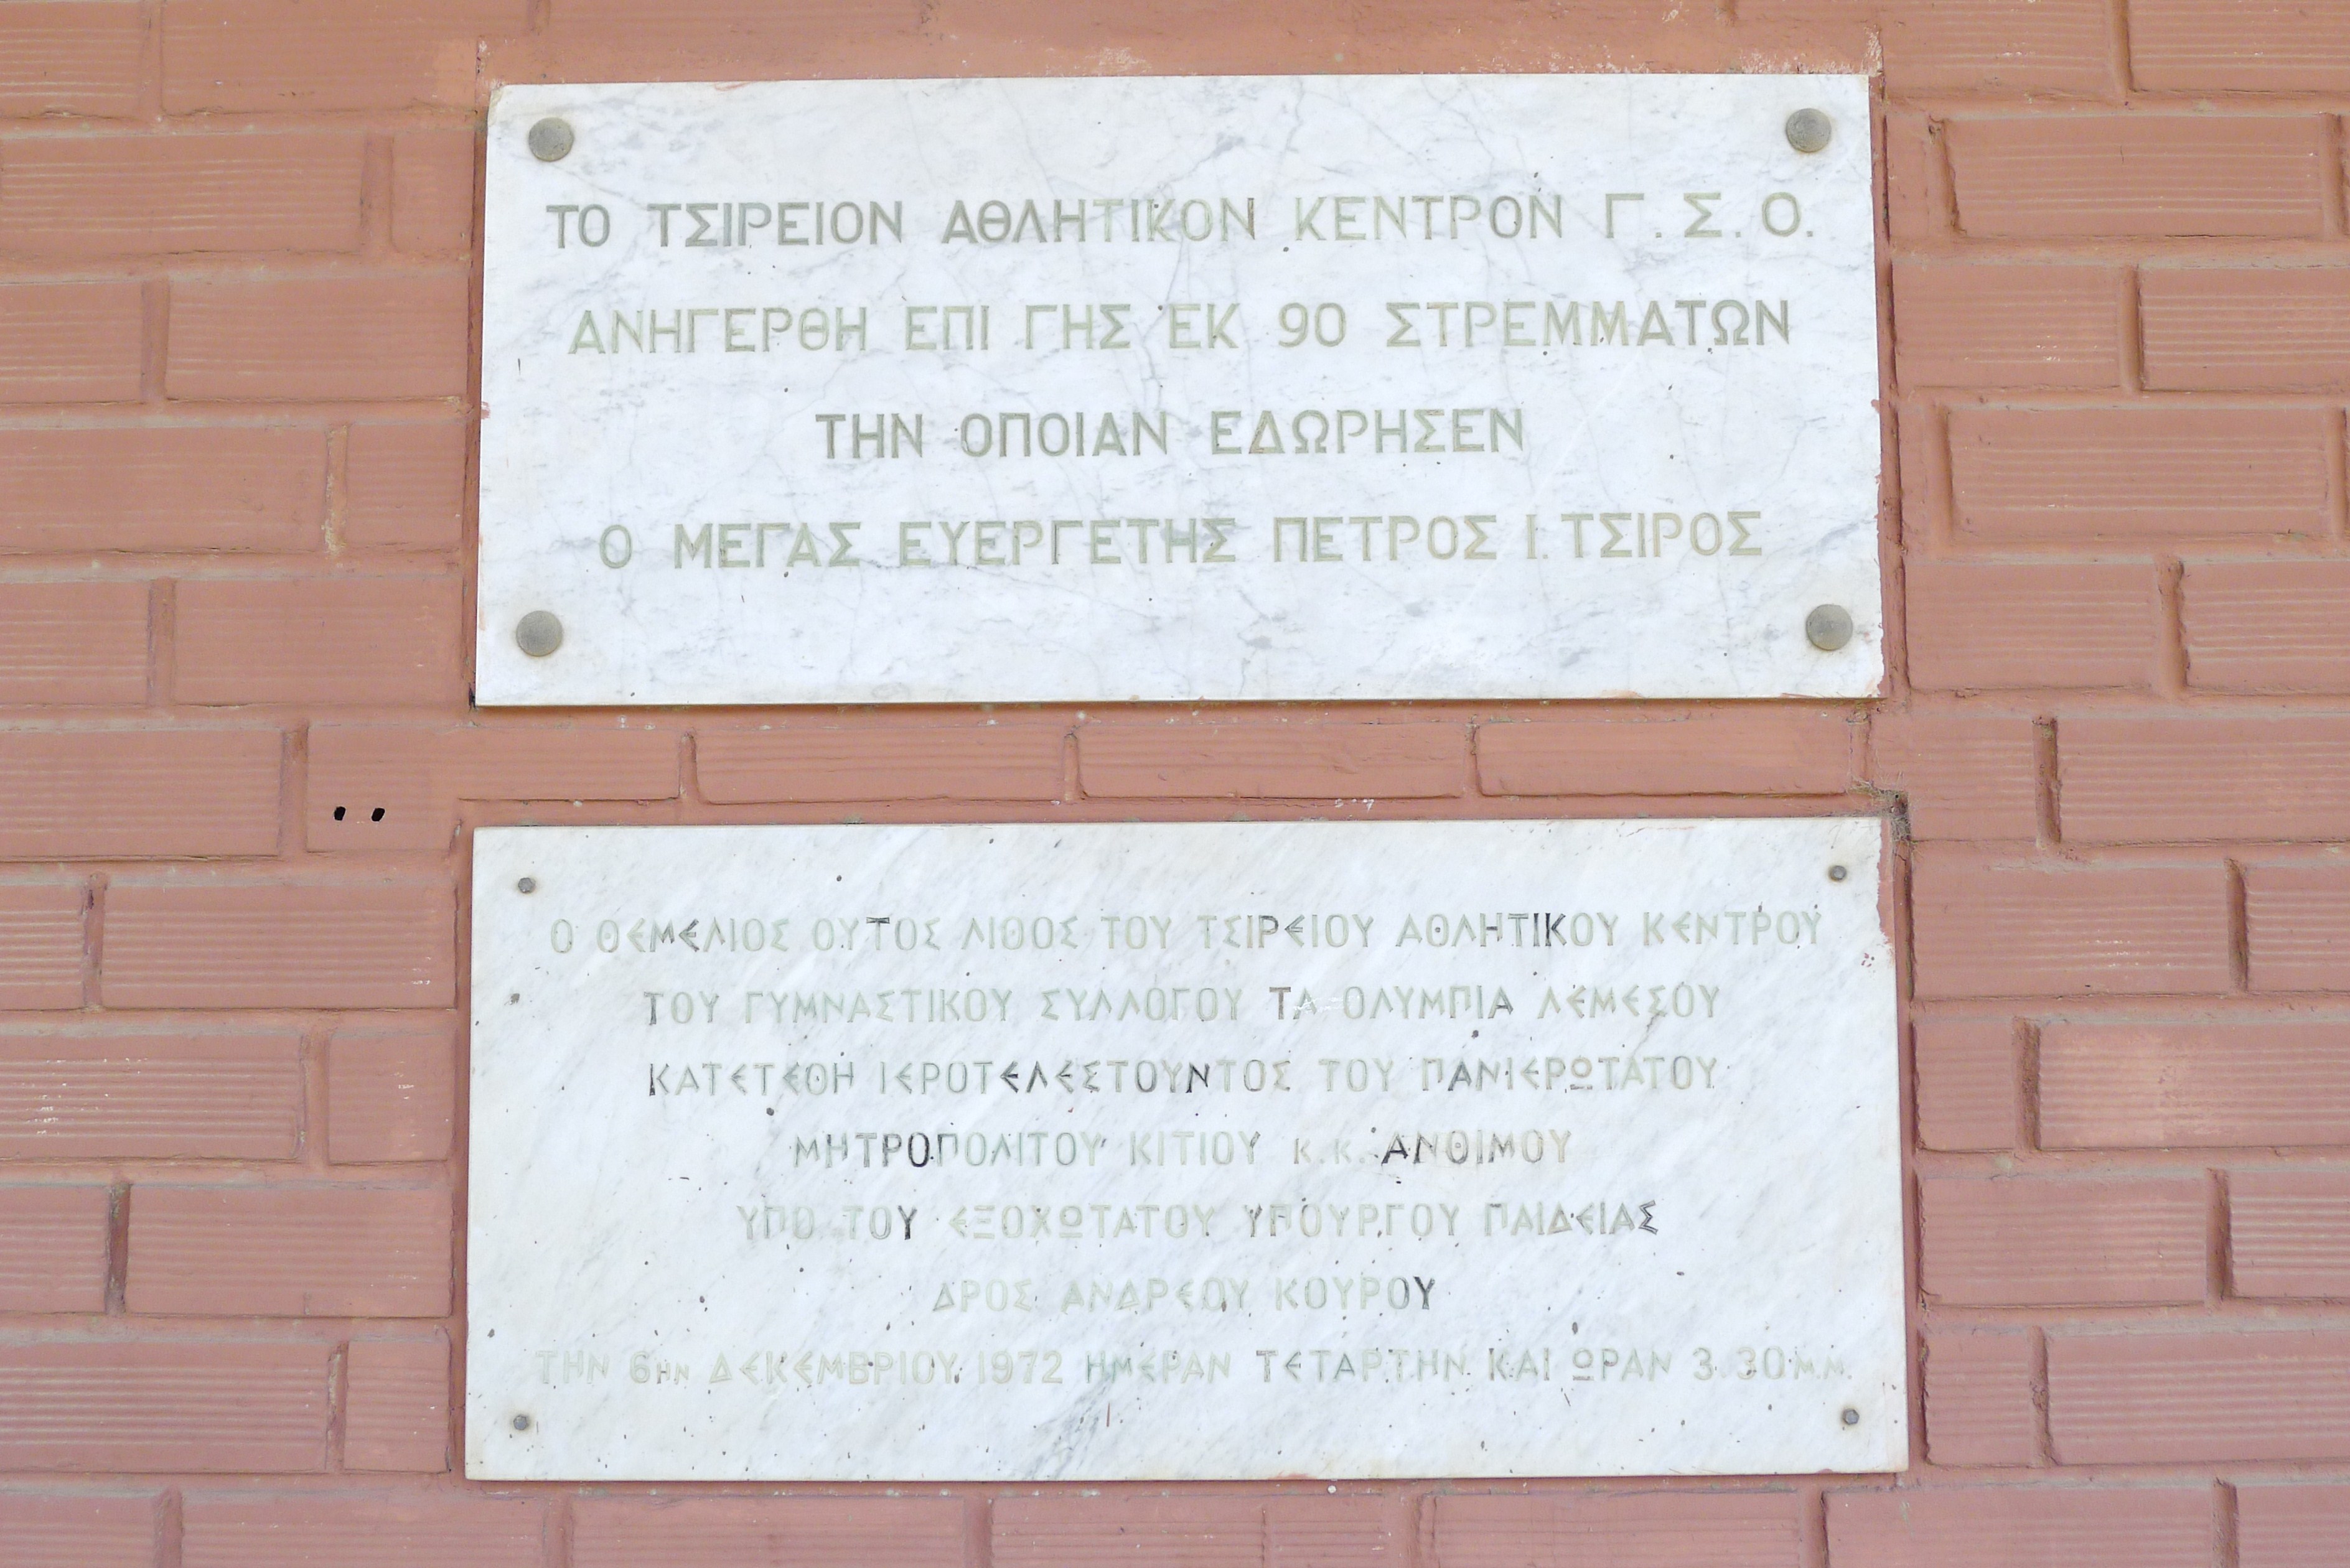 ΤΟ ΤΣΙΡΕΙΟΝ ΑΘΛΗΤΙΚΟΝ ΚΕΝΤΡΟΝ Γ.Σ.Ο.
ΑΝΗΓΕΡΘΗ ΕΠΙ ΓΗΣ ΕΚ 90 ΣΤΡΕΜΜΑΤΩΝ
ΤΗΝ ΟΠΟΙΑΝ ΕΔΩΡΗΣΕΝ
Ο ΜΕΓΑΣ ΕΥΕΡΓΕΤΗΣ ΠΕΤΡΟΣ Ι. ΤΣΙΡΟΣ
Ο ΘΕΜΕΛΙΟΣ ΟΥΤΟΣ ΛΙΘΟΣ ΤΟΥ ΤΣΙΡΕΙΟΥ ΑΘΛΗΤΙΚΟΥ ΚΕΝΤΡΟΥ
ΤΟΥ ΓΥΜΝΑΣΤΙΚΟΥ ΣΥΛΛΟΓΟΥ ΤΑ ΟΛΥΜΠΙΑ ΛΕΜΕΣΟΥ
ΚΑΤΕΤΕΘΗ ΙΕΡΟΤΕΛΕΣΤΟΥΝΤΟΣ ΤΟΥ ΠΑΝΙΕΡΩΤΑΤΟΥ
ΜΗΤΡΟΠΟΛΙΤΟΥ ΚΙΤΙΟΥ κ.κ. ΑΝΘΙΜΟΥ
ΥΠΟ ΤΟΥ ΕΞΟΧΩΤΑΤΟΥ ΥΠΟΥΡΓΟΥ ΠΑΙΔΕΙΑΣ
ΔΡΟΣ ΑΝΔΡΕΟΥ ΚΟΥΡΟΥ
ΤΗΝ 6ΗΝ ΔΕΚΕΜΒΡΙΟΥ 1972 ΗΜΕΡΑΝ ΤΕΤΑΡΤΗΝ ΚΑΙ ΩΡΑΝ 3.30 Μ.Μ.